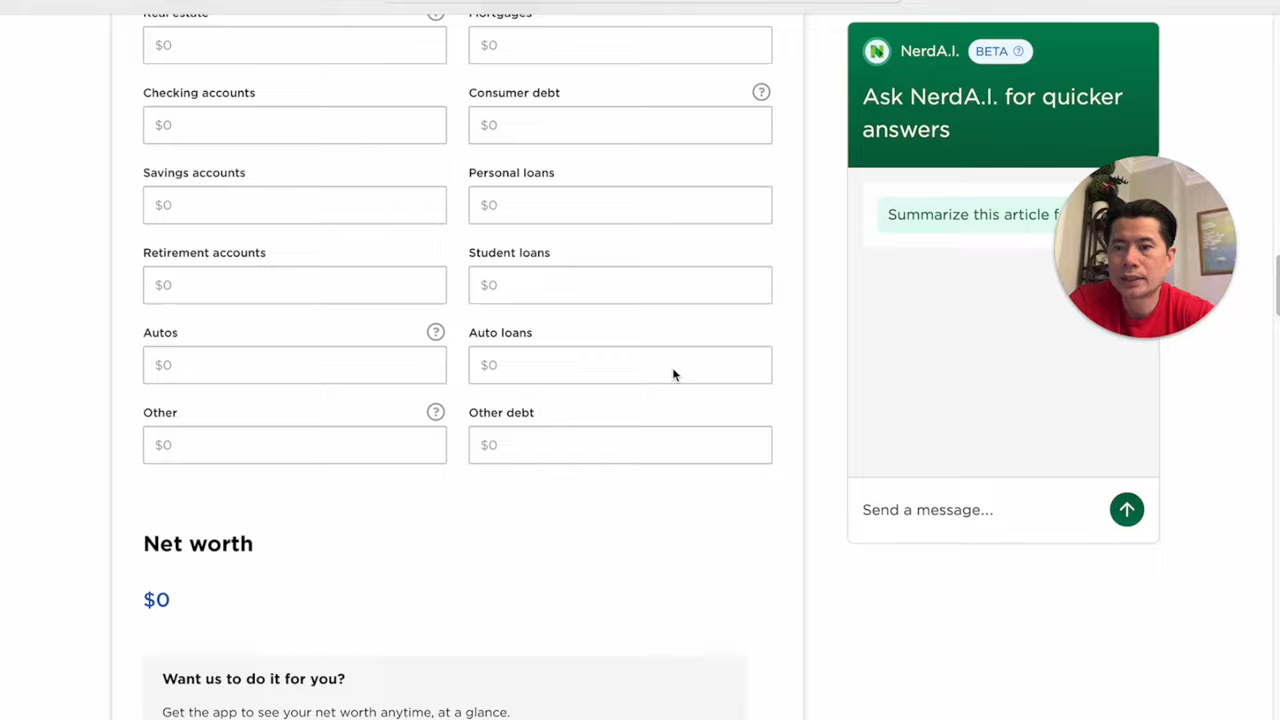 Real estate
Mortgages
$0
$0
Checking accounts
Consumer debt
$0
$0
Savings accounts
Personal loans
$0
$0
Retirement accounts
Student loans
$0
$0
Autos
Auto loans
$0
$0
Other
Other debt
$0
$0
Net worth
$0
Want us to do it for you?
Get the app to see your net worth anytime, at a glance.
NerdA.I. BETA
Ask NerdA.I. for quicker
answers
Summarize this article
Send a message...